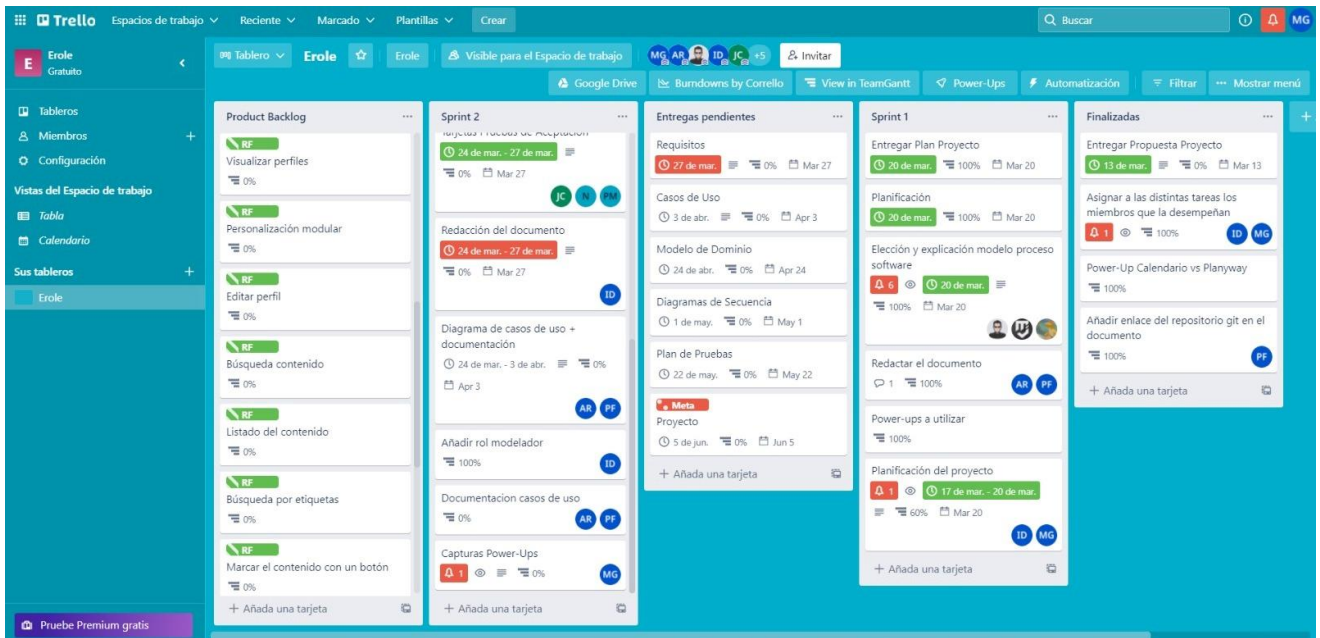 Trello
Espacios de trabajo
Reciente
Marcado
Plantillas
Crear
Buscar
MG
E
Erole
Gratuito
Tableros
Miembros
Configuración
Vistas del Espacio de trabajo
Tabla
Calendario
Sus tableros
Erole
Pruebe Premium gratis
Tablero
Erole
Erole
Visible para el Espacio de trabajo
MG AR ID JC +5
Invitar
Google Drive
Burndowns by Corrello
View in TeamGantt
Power-Ups
Automatización
Filtrar
Mostrar menú
Product Backlog
RF
Visualizar perfiles
0%
RF
Personalización modular
0%
RF
Editar perfil
0%
RF
Búsqueda contenido
0%
RF
Listado del contenido
0%
RF
Búsqueda por etiquetas
0%
RF
Marcar el contenido con un botón
0%
+ Añada una tarjeta
Sprint 2
Tarjetas Pruebas de Aceptación
24 de mar. - 27 de mar.
0% Mar 27
JC N PM
Redacción del documento
24 de mar. - 27 de mar.
0% Mar 27
ID
Diagrama de casos de uso +
documentación
24 de mar. - 3 de abr. 0%
Apr 3
AR PF
Añadir rol modelador
100% ID
Documentacion casos de uso
0% AR PF
Capturas Power-Ups
1 0% MG
+ Añada una tarjeta
Entregas pendientes
Requisitos
27 de mar. 0% Mar 27
Casos de Uso
3 de abr. 0% Apr 3
Modelo de Dominio
24 de abr. 0% Apr 24
Diagramas de Secuencia
1 de may. 0% May 1
Plan de Pruebas
22 de may. 0% May 22
Meta
Proyecto
5 de jun. 0% Jun 5
+ Añada una tarjeta
Sprint 1
Entregar Plan Proyecto
20 de mar. 100% Mar 20
Planificación
20 de mar. 100% Mar 20
Elección y explicación modelo proceso
software
6 20 de mar.
100% Mar 20
Redactar el documento
1 100% AR PF
Power-ups a utilizar
100%
Planificación del proyecto
1 17 de mar. - 20 de mar.
60% Mar 20
ID MG
+ Añada una tarjeta
Finalizadas
Entregar Propuesta Proyecto
13 de mar. 0% Mar 13
Asignar a las distintas tareas los
miembros que la desempeñan
1 100% ID MG
Power-Up Calendario vs Planyway
100%
Añadir enlace del repositorio git en el
documento
100% PF
+ Añada una tarjeta